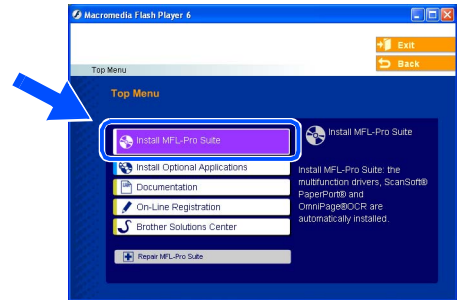 Macromedia Flash Player 6
Exit
Back
Top Menu
Top Menu
Install MFL-Pro Suite
Install Optional Applications
Documentation
On-Line Registration
Brother Solutions Center
Repair MFL-Pro Suite
Install MFL-Pro Suite
Install MFL-Pro Suite: the
multifunction drivers, ScanSoft®
PaperPort® and
OmniPage®OCR are
automatically installed.